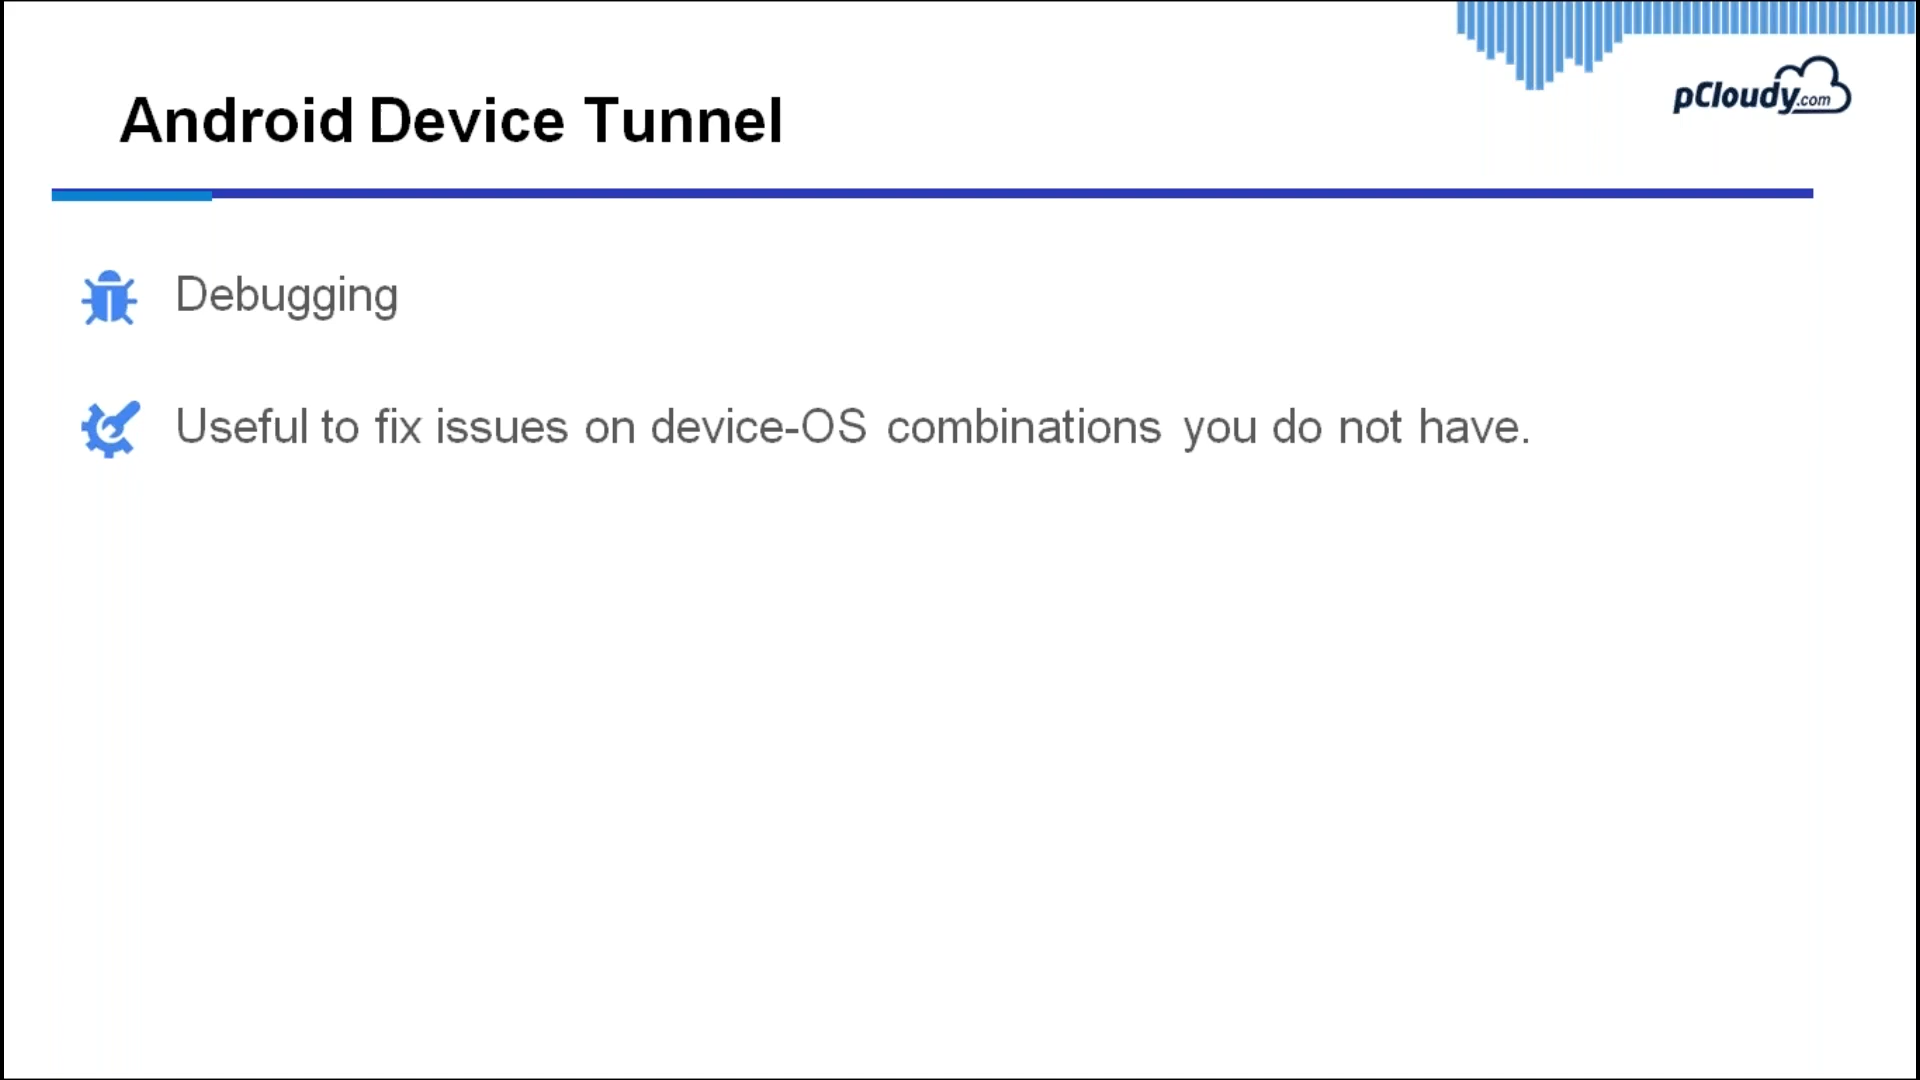 pCloudy.com
Android Device Tunnel
Debugging
Useful to fix issues on device-OS combinations you do not have.